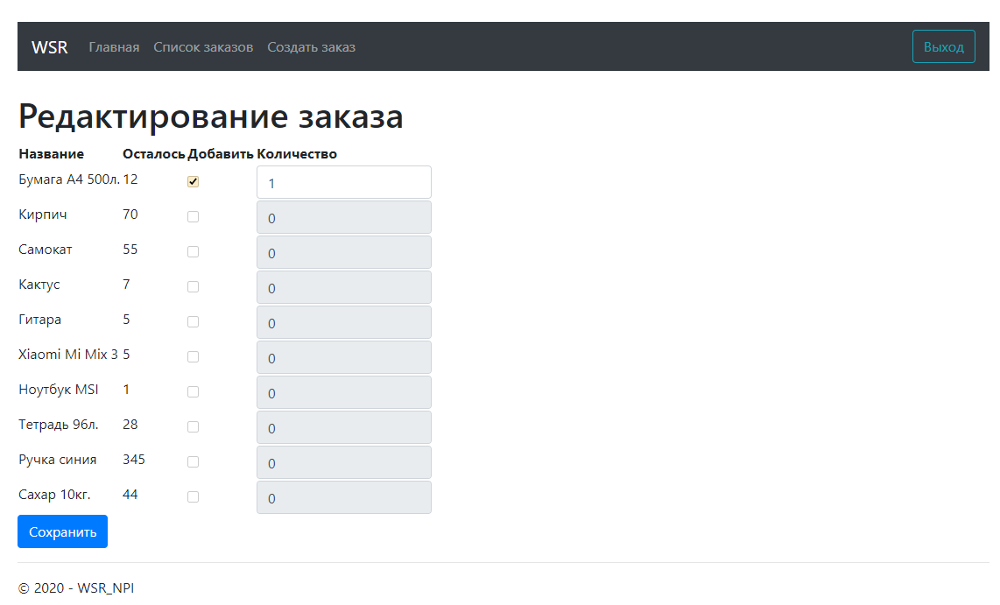 WSR Главная Список заказов Создать заказ Выход
Редактирование заказа
Название Осталось Добавить Количество
Бумага А4 500л. 12 1
Кирпич 70 0
Самокат 55 0
Кактус 7 0
Гитара 5 0
Xiaomi Mi Mix 3 5 0
Ноутбук MSI 1 0
Тетрадь 96л. 28 0
Ручка синия 345 0
Сахар 10кг. 44 0
Сохранить
© 2020 - WSR_NPI